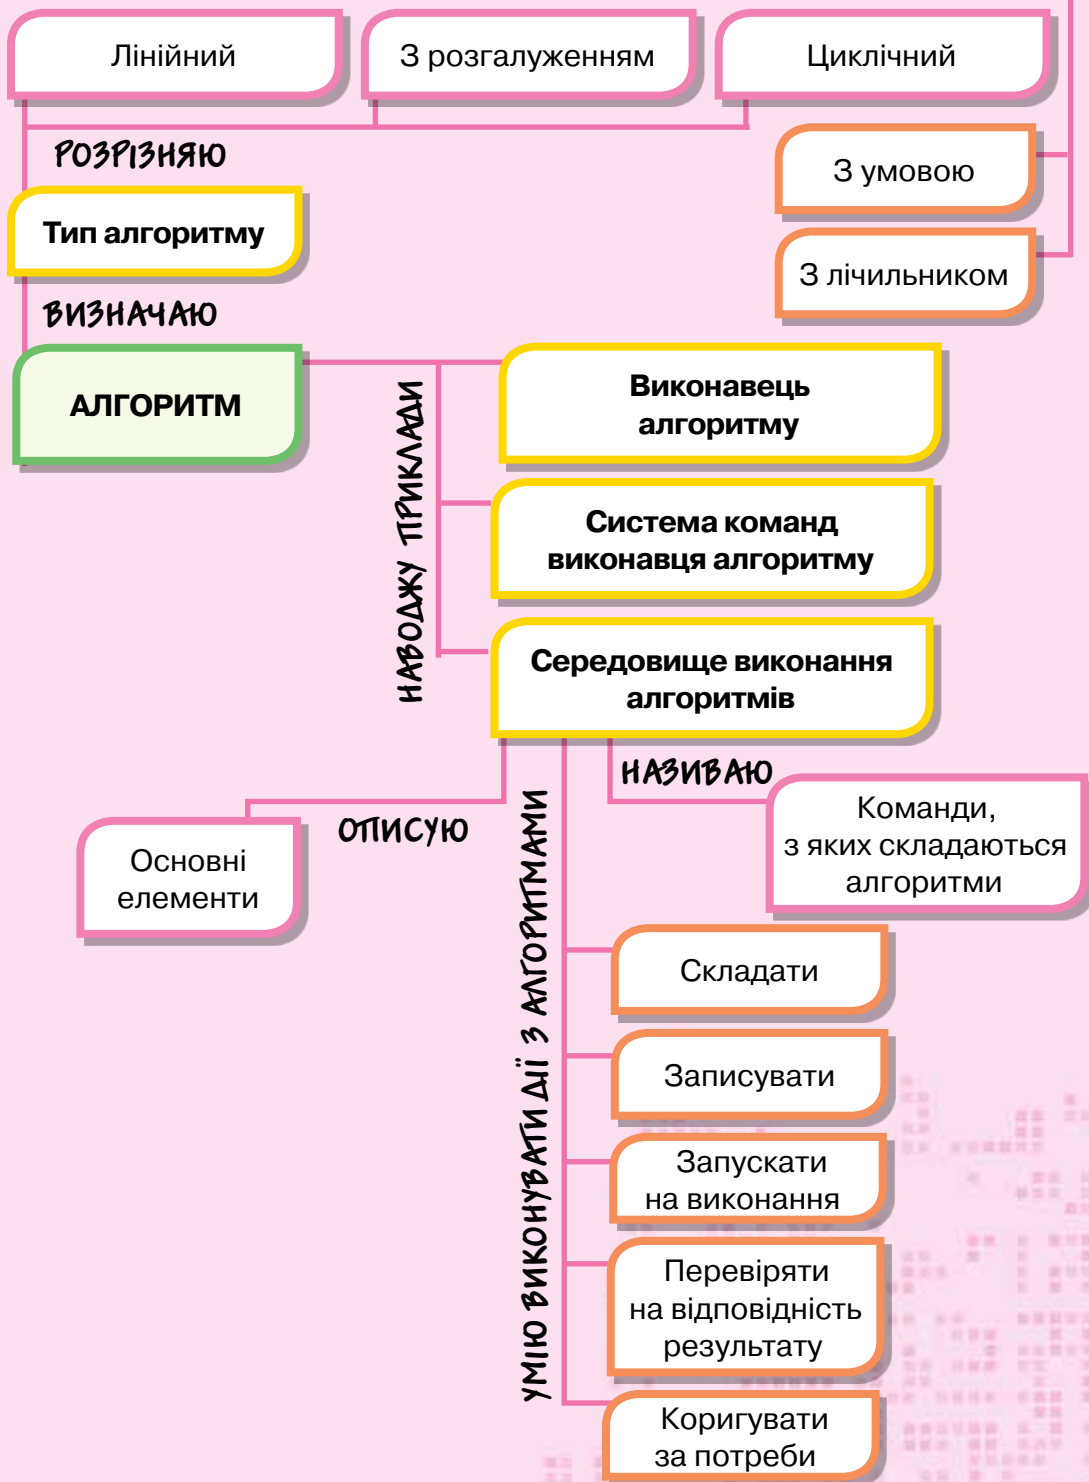 Лінійний
З розгалуженням
Циклічний
РОЗРІЗНЯЮ
З умовою
Тип алгоритму
З лічильником
ВИЗНАЧАЮ
АЛГОРИТМ
НАВОДЖУ ПРИКЛАДИ
Виконавець
алгоритму
Система команд
виконавця алгоритму
Середовище виконання
алгоритмів
НАЗИВАЮ
ОПИСУЮ
Команди,
з яких складаються
алгоритми
Основні
елементи
УМІЮ ВИКОНУВАТИ ДІЇ З АЛГОРИТМАМИ
Складати
Записувати
Запускати
на виконання
Перевіряти
на відповідність
результату
Коригувати
за потреби